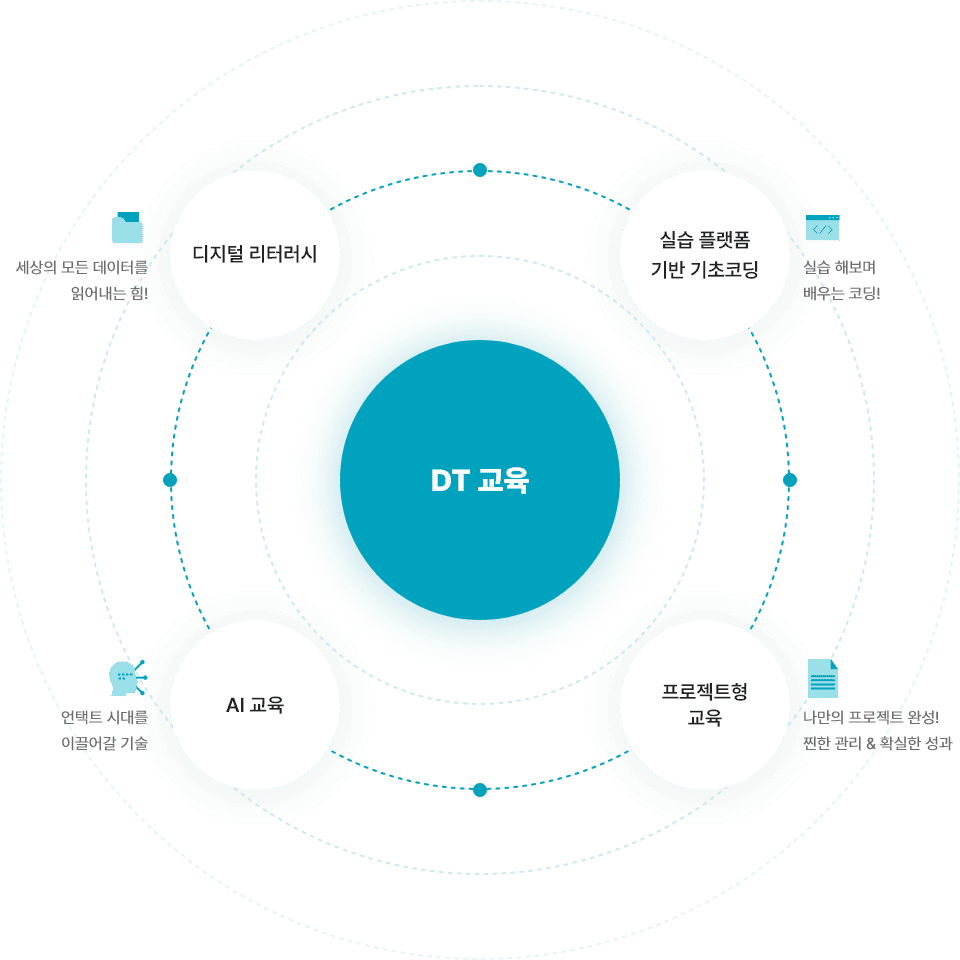 디지털 리터러시
세상의 모든 데이터를
읽어내는 힘!
실습 플랫폼
기반 기초코딩
실습 해보며
배우는 코딩!
DT 교육
AI 교육
언택트 시대를
이끌어갈 기술
프로젝트형
교육
나만의 프로젝트 완성!
찐한 관리 & 확실한 성과